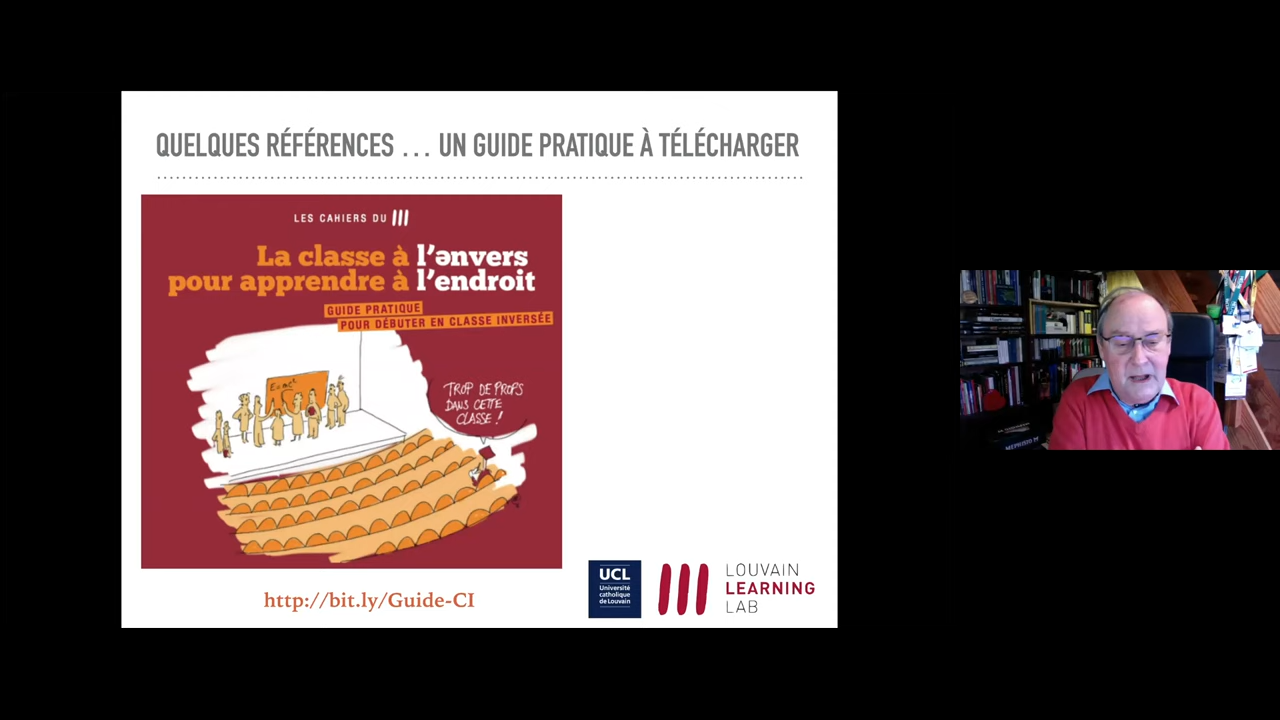 QUELQUES RÉFÉRENCES ... UN GUIDE PRATIQUE À TÉLÉCHARGER
LES CAHIERS DU
La classe à l'ənvers
pour apprendre à l'endroit
GUIDE PRATIQUE
POUR DÉBUTER EN CLASSE INVERSÉE
E=mc²
TROP DE PROFS
DANS CETTE
CLASSE !
http://bit.ly/Guide-CI
UCL
Université
catholique
de Louvain
LOUVAIN
LEARNING
LAB